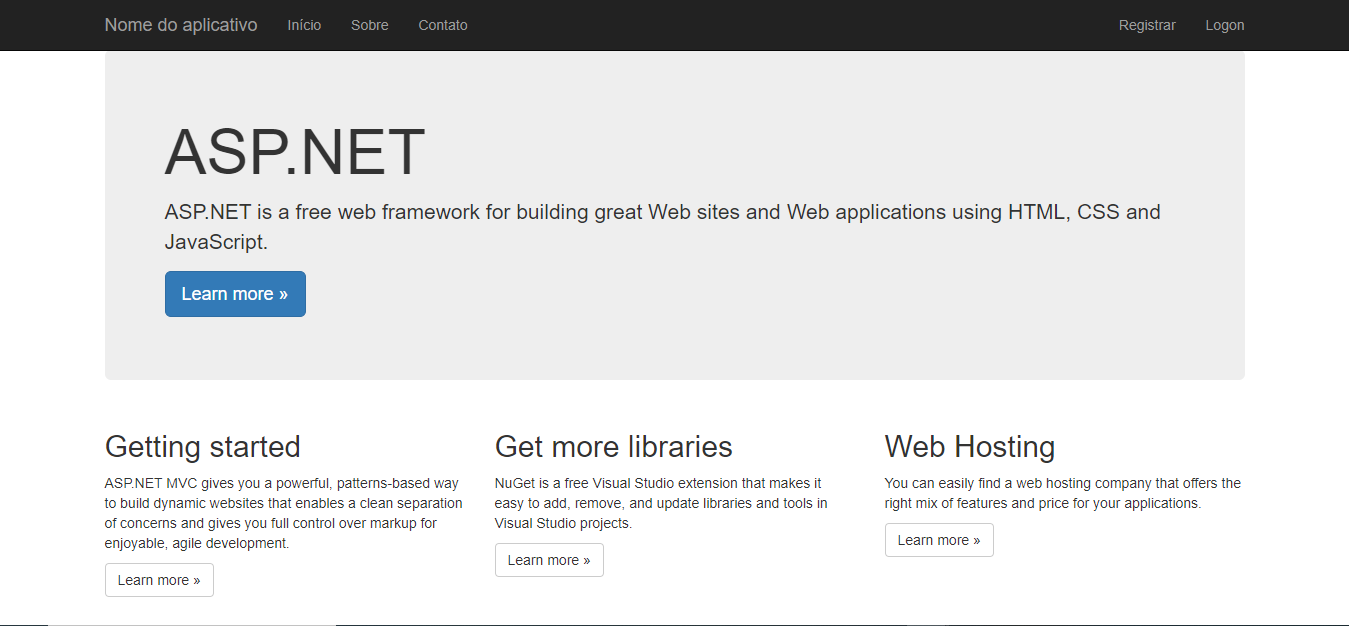 Nome do aplicativo Início Sobre Contato Registrar Logon
ASP.NET
ASP.NET is a free web framework for building great Web sites and Web applications using HTML, CSS and
JavaScript.
Learn more »
Getting started
ASP.NET MVC gives you a powerful, patterns-based way
to build dynamic websites that enables a clean separation
of concerns and gives you full control over markup for
enjoyable, agile development.
Learn more »
Get more libraries
NuGet is a free Visual Studio extension that makes it
easy to add, remove, and update libraries and tools in
Visual Studio projects.
Learn more »
Web Hosting
You can easily find a web hosting company that offers the
right mix of features and price for your applications.
Learn more »